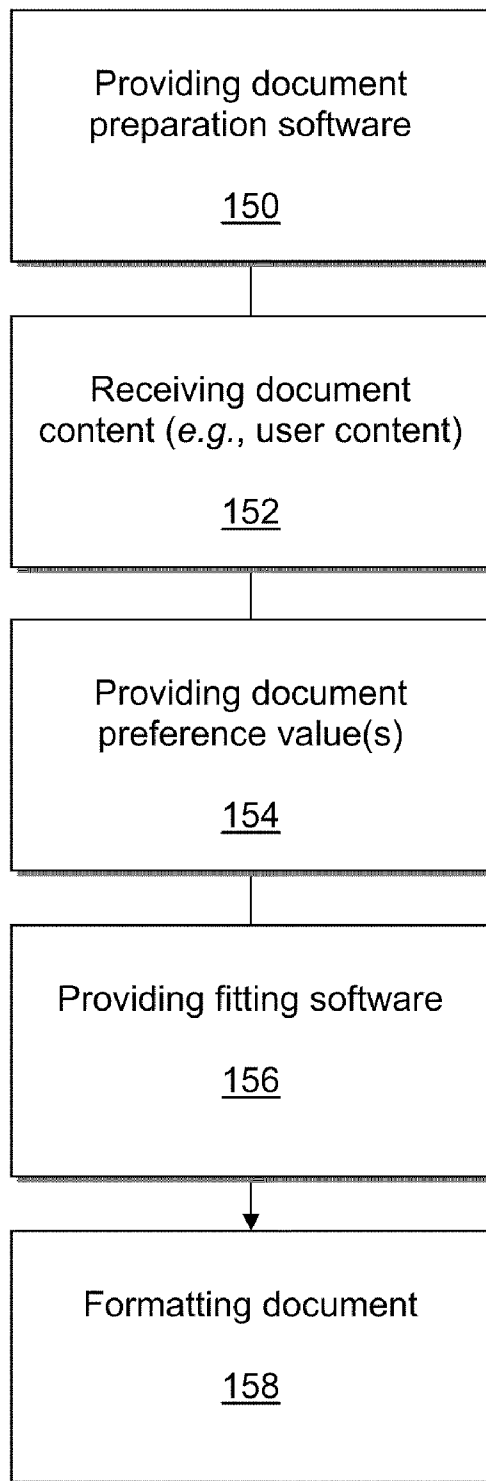 Providing document
preparation software
150
Receiving document
content (e.g., user content)
152
Providing document
preference value(s)
154
Providing fitting software
156
Formatting document
158